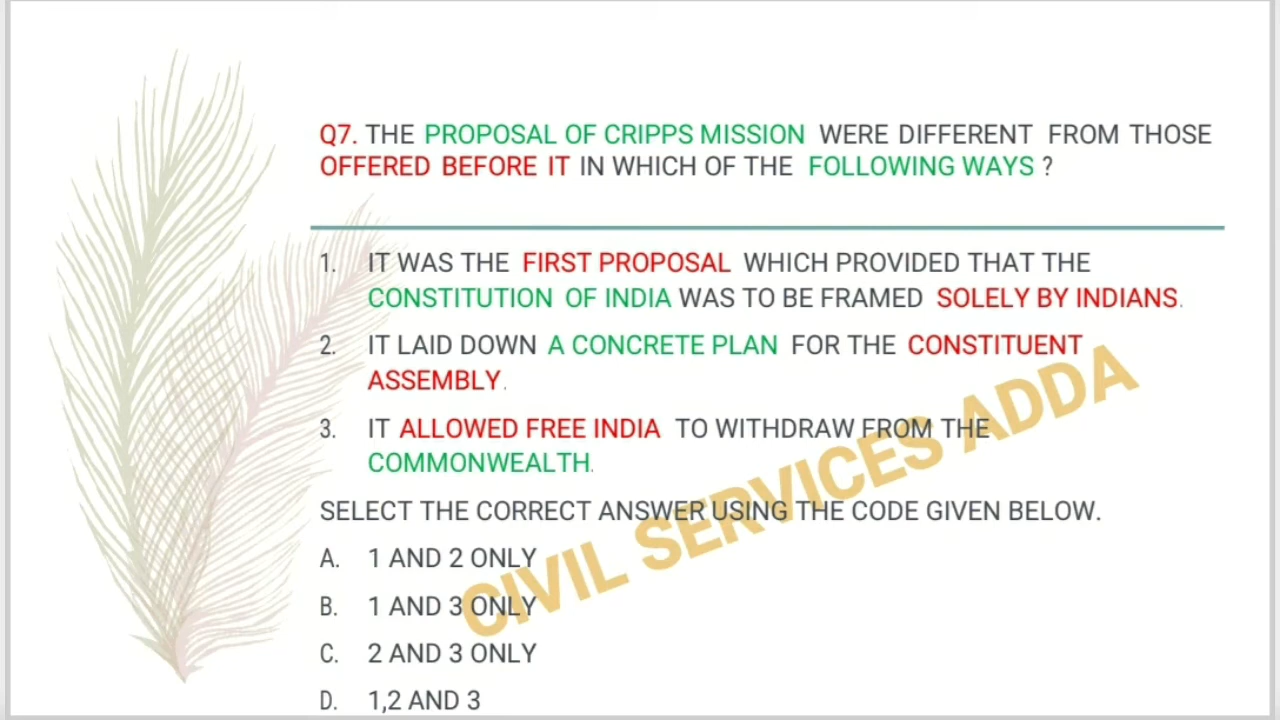 Q7. THE PROPOSAL OF CRIPPS MISSION WERE DIFFERENT FROM THOSE
OFFERED BEFORE IT IN WHICH OF THE FOLLOWING WAYS ?
1. IT WAS THE FIRST PROPOSAL WHICH PROVIDED THAT THE
CONSTITUTION OF INDIA WAS TO BE FRAMED SOLELY BY INDIANS.
2. IT LAID DOWN A CONCRETE PLAN FOR THE CONSTITUENT
ASSEMBLY.
3. IT ALLOWED FREE INDIA TO WITHDRAW FROM THE
COMMONWEALTH.
SELECT THE CORRECT ANSWER USING THE CODE GIVEN BELOW.
A. 1 AND 2 ONLY
B. 1 AND 3 ONLY
C. 2 AND 3 ONLY
D. 1,2 AND 3
CIVIL SERVICES ADDA